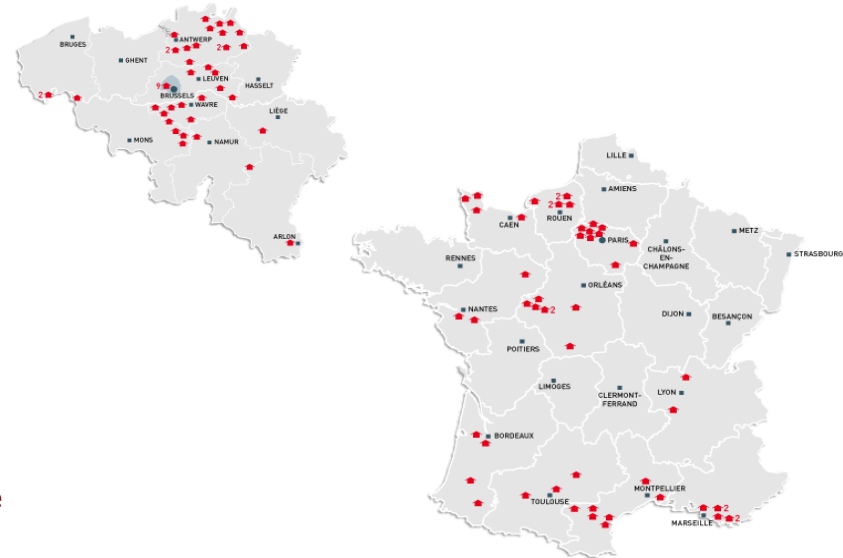 BRUGES
ANTWERP
2
2
GHENT
LEUVEN
HASSELT
9
BRUSSELS
2
WAVRE
LIÈGE
MONS
NAMUR
ARLON
LILLE
AMIENS
2
2
ROUEN
CAEN
METZ
PARIS
CHÂLONS-
EN-
CHAMPAGNE
STRASBOURG
RENNES
ORLÉANS
NANTES
2
DIJON
BESANÇON
POITIERS
LIMOGES
CLERMONT-
FERRAND
LYON
BORDEAUX
MONTPELLIER
TOULOUSE
2
MARSEILLE
2
e